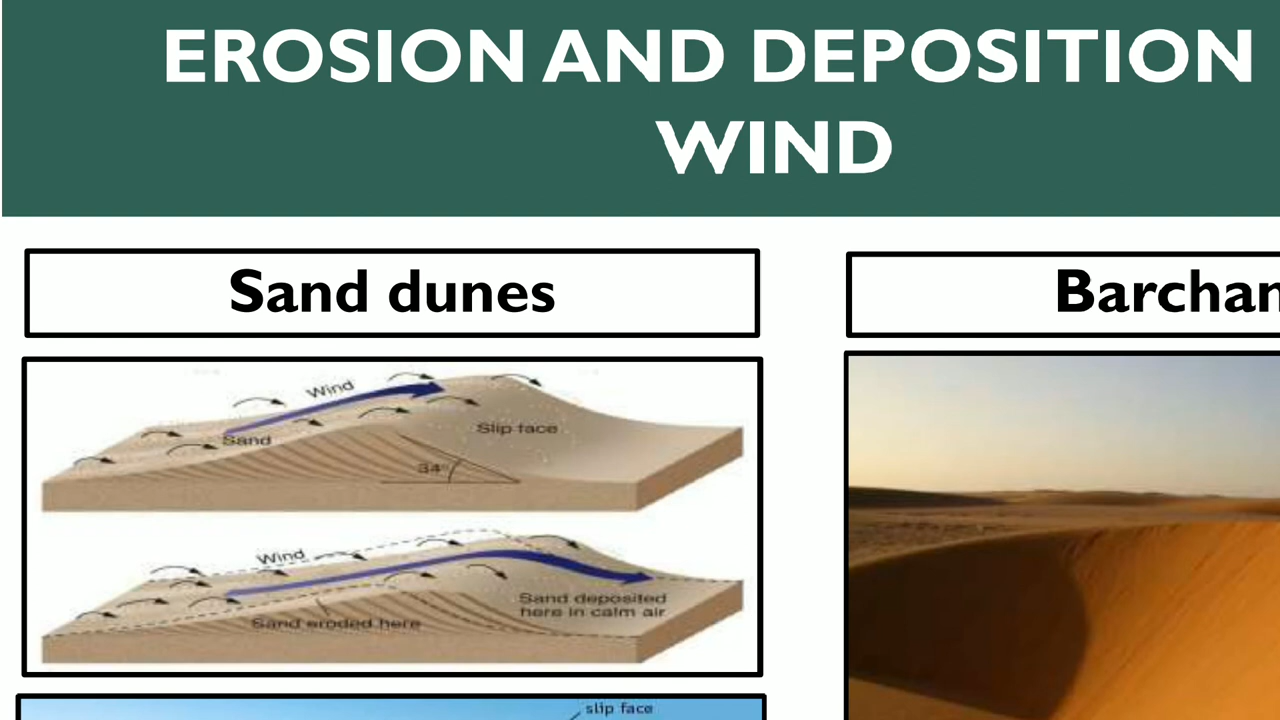 EROSION AND DEPOSITION
WIND
Sand dunes
Barchan
Wind
Sand
Slip face
34°
Wind
Sand deposited
here in calm air
Sand eroded here
slip face